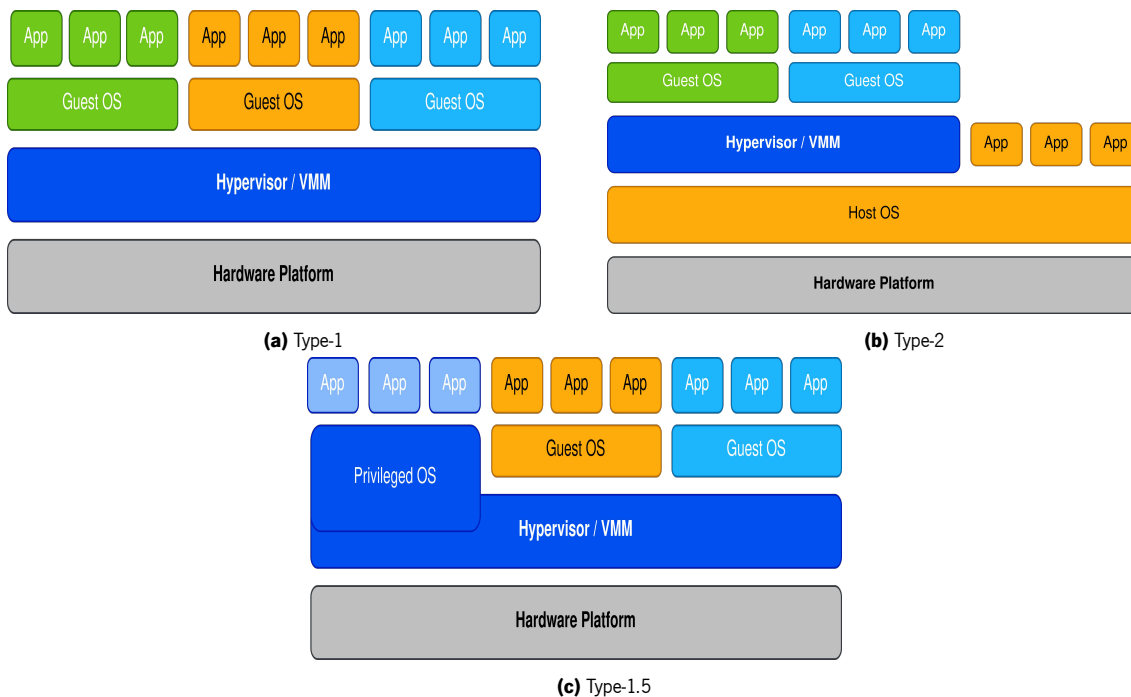 App App App App App App App App App
Guest OS Guest OS Guest OS
Hypervisor / VMM
Hardware Platform
(a) Type-1
App App App App App App
Guest OS Guest OS
Hypervisor / VMM App App App
Host OS
Hardware Platform
(b) Type-2
App App App App App App App App App
Privileged OS Guest OS Guest OS
Hypervisor / VMM
Hardware Platform
(c) Type-1.5